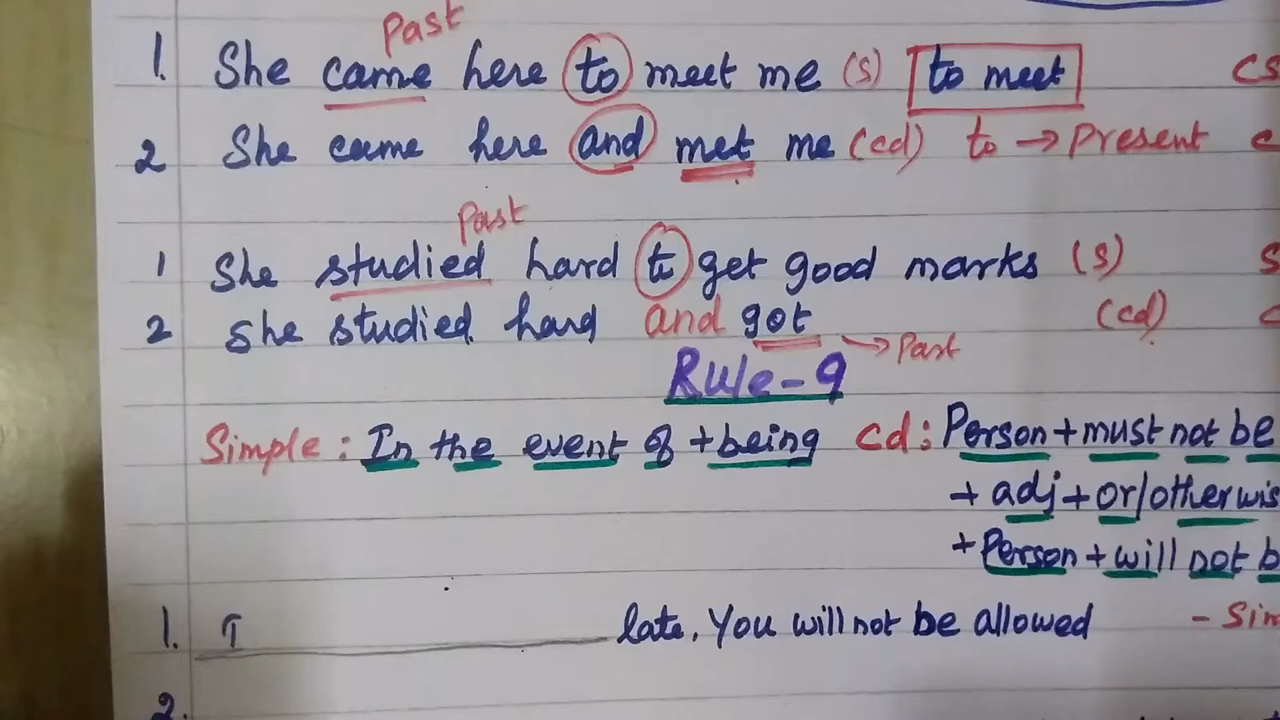 Past
1. She came here to meet me (s) to meet cs
2 She came here and met me (cd) to → Present c
Past
1 She studied hard to get good marks (s) s
2 She studied hard and got (cd) c
→ Past
Rule-9
Simple: In the event of + being cd: Person + must not be
+ adj + or/otherwis
+ Person + will not b
1. I late, You will not be allowed - Sim
2.